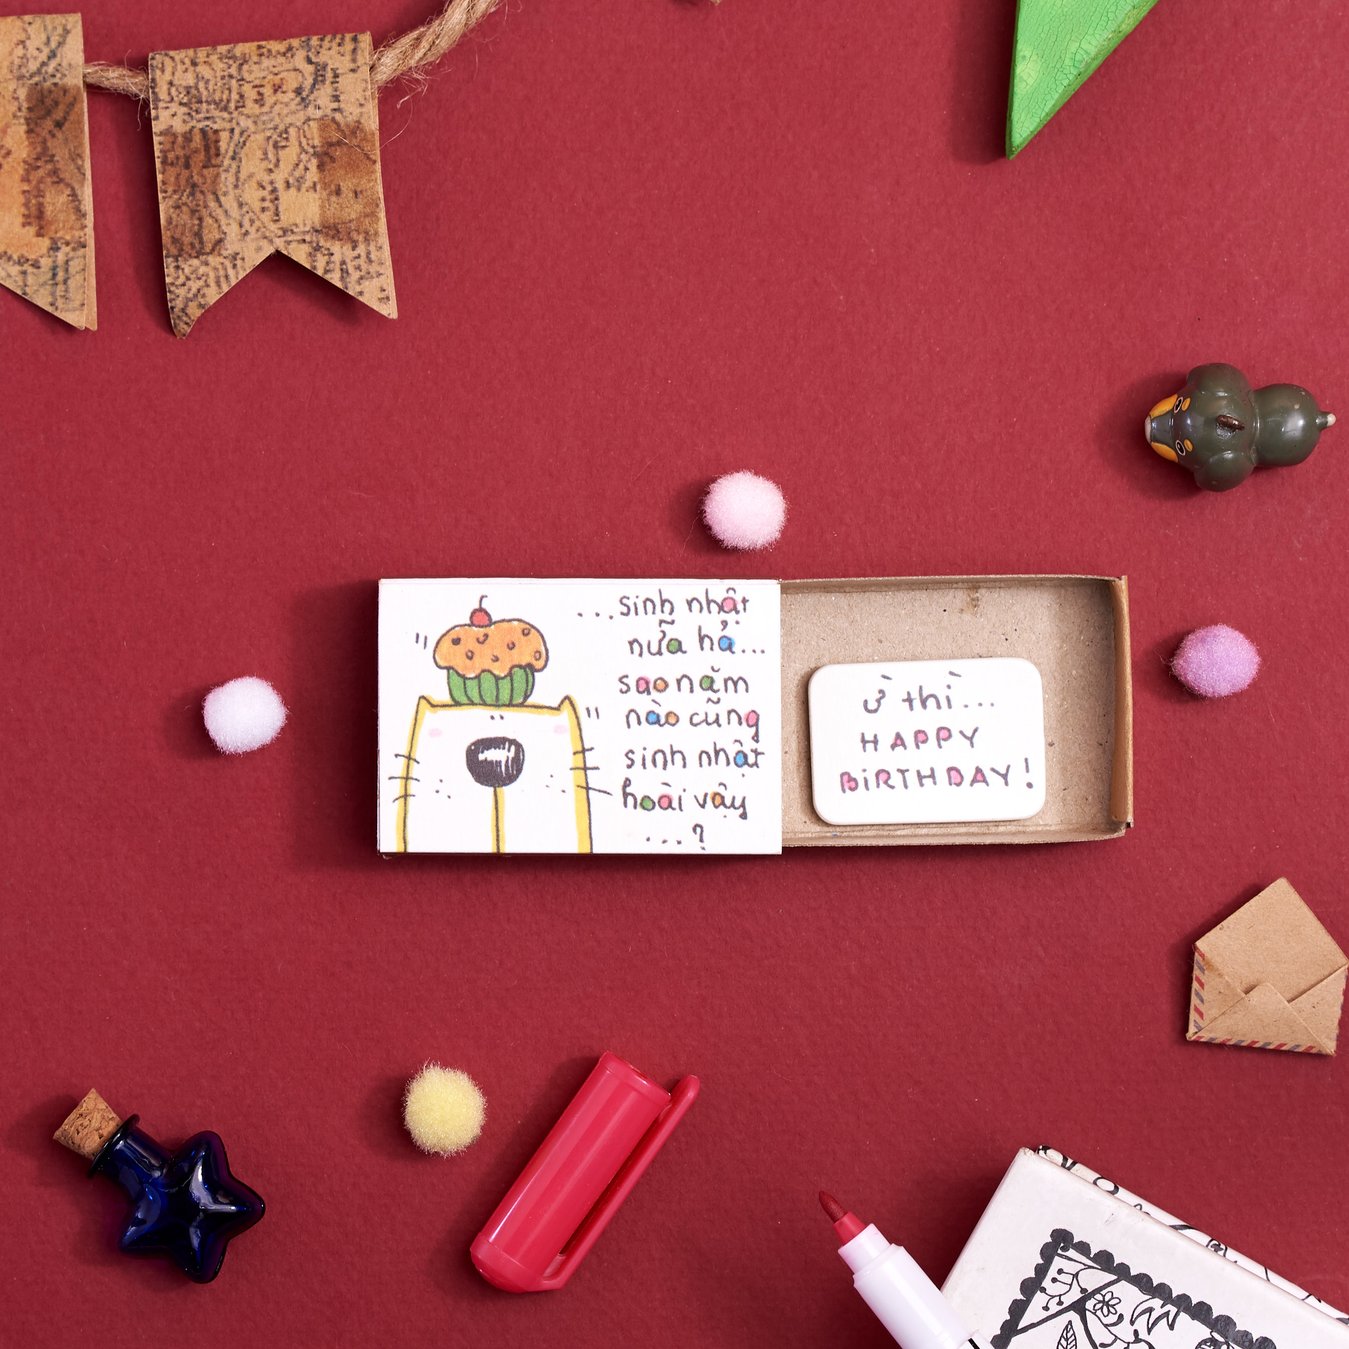 ...sinh nhật
nữa hả...
sao năm
nào cũng
sinh nhật
hoài vậy
...?
ừ thì...
HAPPY
BiRTHDAY!